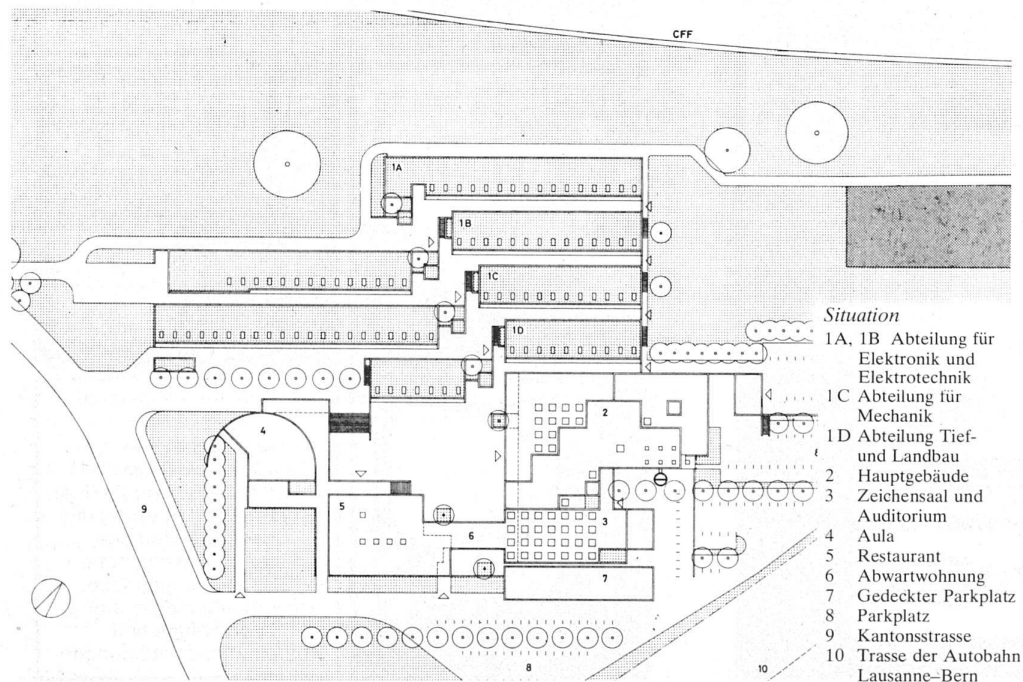 CFF
1A
1B
1C
1D
2
4
5
3
9
6
7
8
10
8
Situation
1A, 1B Abteilung für
Elektronik und
Elektrotechnik
1C Abteilung für
Mechanik
1D Abteilung Tief-
und Landbau
2 Hauptgebäude
3 Zeichensaal und
Auditorium
4 Aula
5 Restaurant
6 Abwartwohnung
7 Gedeckter Parkplatz
8 Parkplatz
9 Kantonsstrasse
10 Trasse der Autobahn
Lausanne–Bern